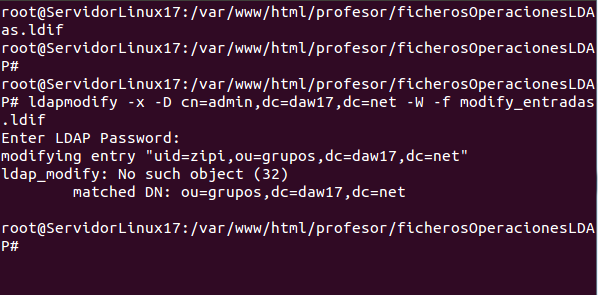 root@ServidorLinux17:/var/www/html/profesor/ficherosOperacionesLDA
as.ldif
root@ServidorLinux17:/var/www/html/profesor/ficherosOperacionesLDA
P#
root@ServidorLinux17:/var/www/html/profesor/ficherosOperacionesLDA
P# ldapmodify -x -D cn=admin,dc=daw17,dc=net -W -f modify_entradas
.ldif
Enter LDAP Password:
modifying entry "uid=zipi,ou=grupos,dc=daw17,dc=net"
ldap_modify: No such object (32)
        matched DN: ou=grupos,dc=daw17,dc=net

root@ServidorLinux17:/var/www/html/profesor/ficherosOperacionesLDA
P#